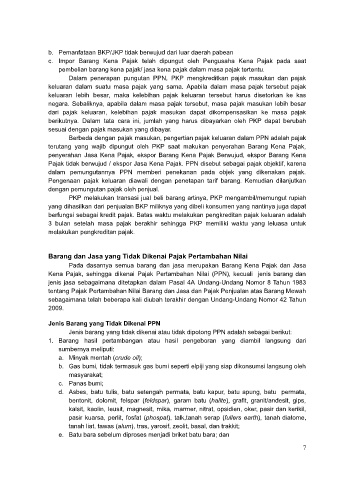 b. Pemanfaatan BKP/JKP tidak berwujud dari luar daerah pabean
c. Impor Barang Kena Pajak telah dipungut oleh Pengusaha Kena Pajak pada saat
pembelian barang kena pajak/ jasa kena pajak dalam masa pajak tertentu.
Dalam penerapan pungutan PPN, PKP mengkreditkan pajak masukan dan pajak
keluaran dalam suatu masa pajak yang sama. Apabila dalam masa pajak tersebut pajak
keluaran lebih besar, maka kelebihan pajak keluaran tersebut harus disetorkan ke kas
negara. Sebaliknya, apabila dalam masa pajak tersebut, masa pajak masukan lebih besar
dari pajak keluaran, kelebihan pajak masukan dapat dikompensasikan ke masa pajak
berikutnya. Dalam tata cara ini, jumlah yang harus dibayarkan oleh PKP dapat berubah
sesuai dengan pajak masukan yang dibayar.
Berbeda dengan pajak masukan, pengertian pajak keluaran dalam PPN adalah pajak
terutang yang wajib dipungut oleh PKP saat makukan penyerahan Barang Kena Pajak,
penyerahan Jasa Kena Pajak, ekspor Barang Kena Pajak Berwujud, ekspor Barang Kena
Pajak tidak berwujud / ekspor Jasa Kena Pajak. PPN disebut sebagai pajak objektif, karena
dalam pemungutannya PPN memberi penekanan pada objek yang dikenakan pajak.
Pengenaan pajak keluaran diawali dengan penetapan tarif barang. Kemudian dilanjutkan
dengan pemungutan pajak oleh penjual.
PKP melakukan transasi jual beli barang artinya, PKP mengambil/memungut rupiah
yang dihasilkan dari penjualan BKP miliknya yang dibeli konsumen yang nantinya juga dapat
berfungsi sebagai kredit pajak. Batas waktu melakukan pengkreditan pajak keluaran adalah
3 bulan setelah masa pajak berakhir sehingga PKP memiliki waktu yang leluasa untuk
melakukan pengkreditan pajak.
Barang dan Jasa yang Tidak Dikenai Pajak Pertambahan Nilai
Pada dasarnya semua barang dan jasa merupakan Barang Kena Pajak dan Jasa
Kena Pajak, sehingga dikenai Pajak Pertambahan Nilai (PPN), kecuali jenis barang dan
jenis jasa sebagaimana ditetapkan dalam Pasal 4A Undang-Undang Nomor 8 Tahun 1983
tentang Pajak Pertambahan Nilai Barang dan Jasa dan Pajak Penjualan atas Barang Mewah
sebagaimana telah beberapa kali diubah terakhir dengan Undang-Undang Nomor 42 Tahun
2009.
Jenis Barang yang Tidak Dikenai PPN
Jenis barang yang tidak dikenai atau tidak dipotong PPN adalah sebagai berikut:
1. Barang hasil pertambangan atau hasil pengeboran yang diambil langsung dari
sumbernya meliputi:
a. Minyak mentah (crude oil);
b. Gas bumi, tidak termasuk gas bumi seperti elpiji yang siap dikonsumsi langsung oleh
masyarakat;
c. Panas bumi;
d. Asbes, batu tulis, batu setengah permata, batu kapur, batu apung, batu permata,
bentonit, dolomit, felspar (feldspar), garam batu (halite), grafit, granit/andesit, gips,
kalsit, kaolin, leusit, magnesit, mika, marmer, nitrat, opsidien, oker, pasir dan kerikil,
pasir kuarsa, perlit, fosfat (phospat), talk,tanah serap (fullers earth), tanah diatome,
tanah liat, tawas (alum), tras, yarosif, zeolit, basal, dan trakkit;
e. Batu bara sebelum diproses menjadi briket batu bara; dan
7